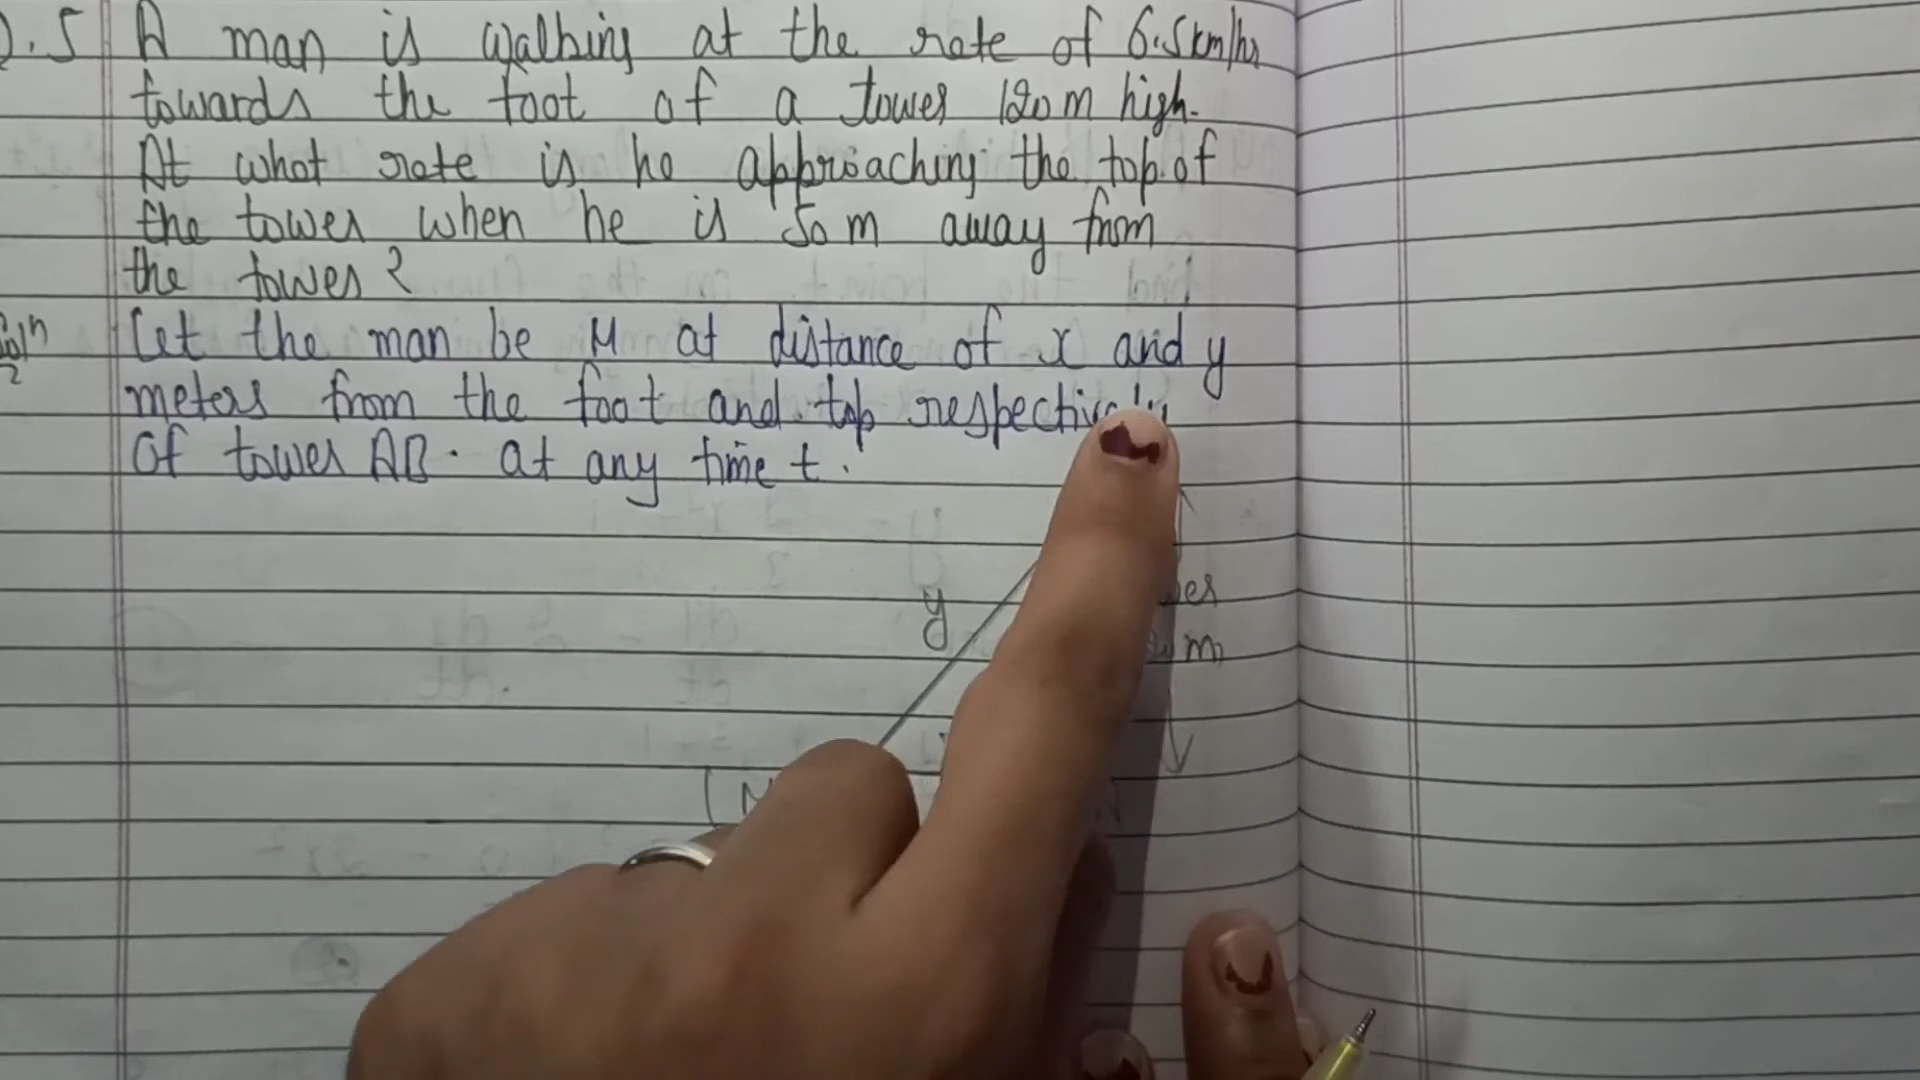 Q.5 A man is walking at the rate of 6.5km/hr
towards the foot of a tower 120m high.
At what rate is he approaching the top of
the tower when he is 50m away from
the tower?
Soln Let the man be M at distance of x and y
meters from the foot and top respectively
of tower AB. at any time t.
y
m